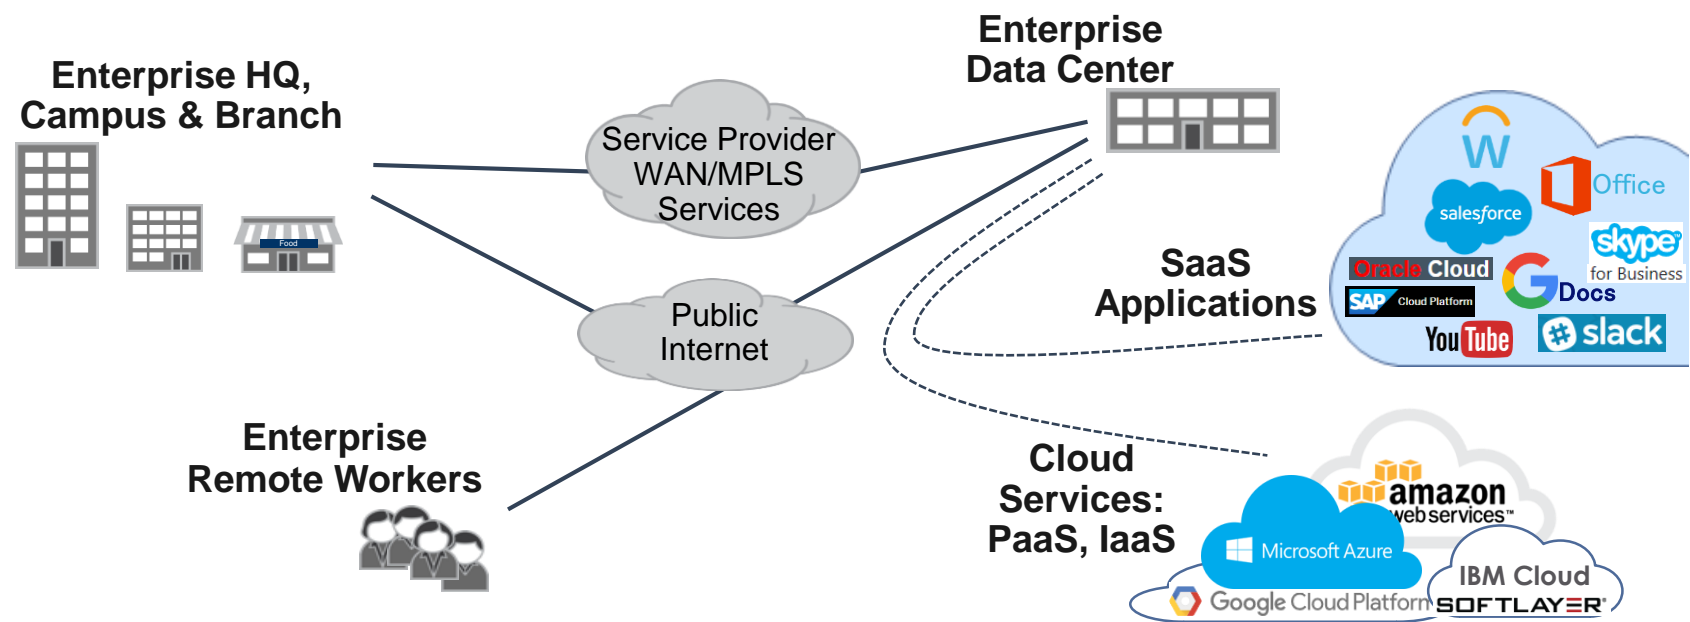 Enterprise HQ,
Campus & Branch
Food
Service Provider
WAN/MPLS
Services
Public
Internet
Enterprise
Remote Workers
Enterprise
Data Center
SaaS
Applications
W
Office
salesforce
skype™
for Business
Oracle Cloud
G Docs
SAP Cloud Platform
YouTube
slack
Cloud
Services:
PaaS, IaaS
amazon
web services™
Microsoft Azure
IBM Cloud
Google Cloud Platform
SOFTLAYER®